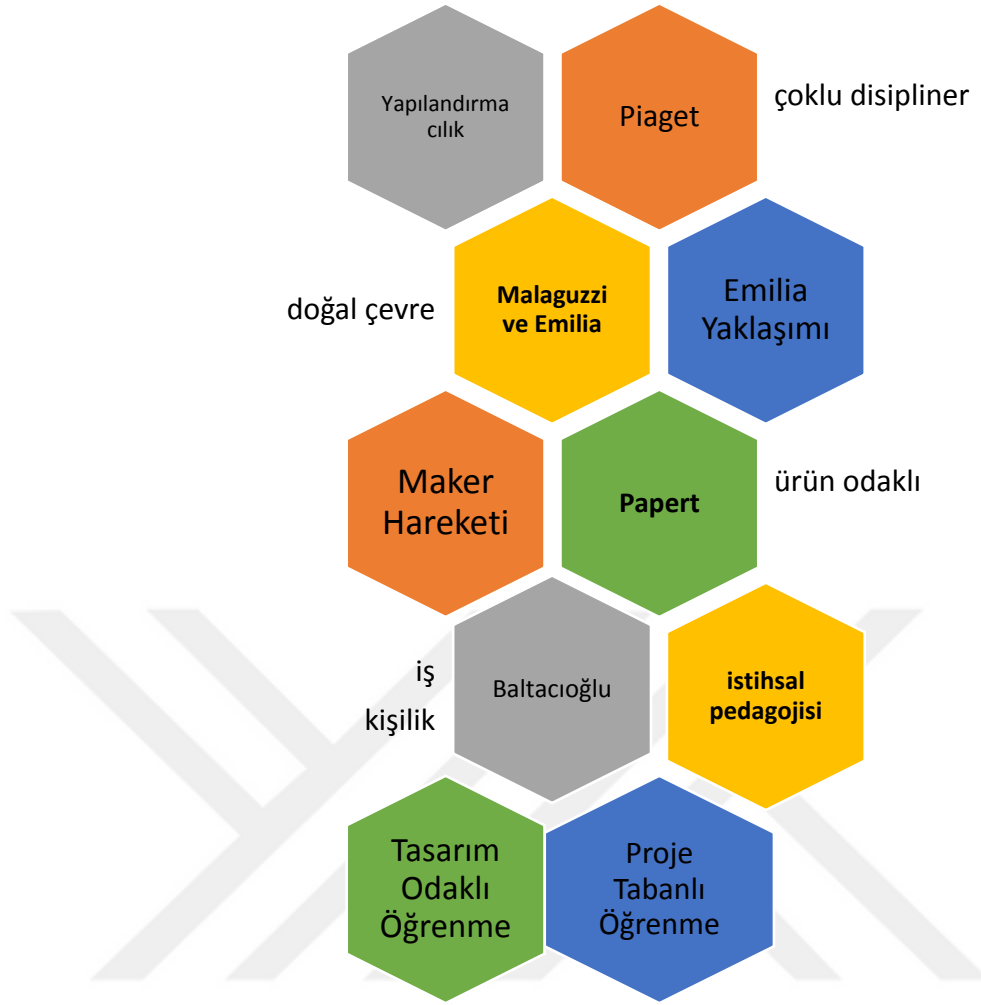 Yapılandırma
cılık
Piaget
çoklu disipliner
doğal çevre
Malaguzzi
ve Emilia
Emilia
Yaklaşımı
Maker
Hareketi
Papert
ürün odaklı
iş
kişilik
Baltacıoğlu
istihsal
pedagojisi
Tasarım
Odaklı
Öğrenme
Proje
Tabanlı
Öğrenme